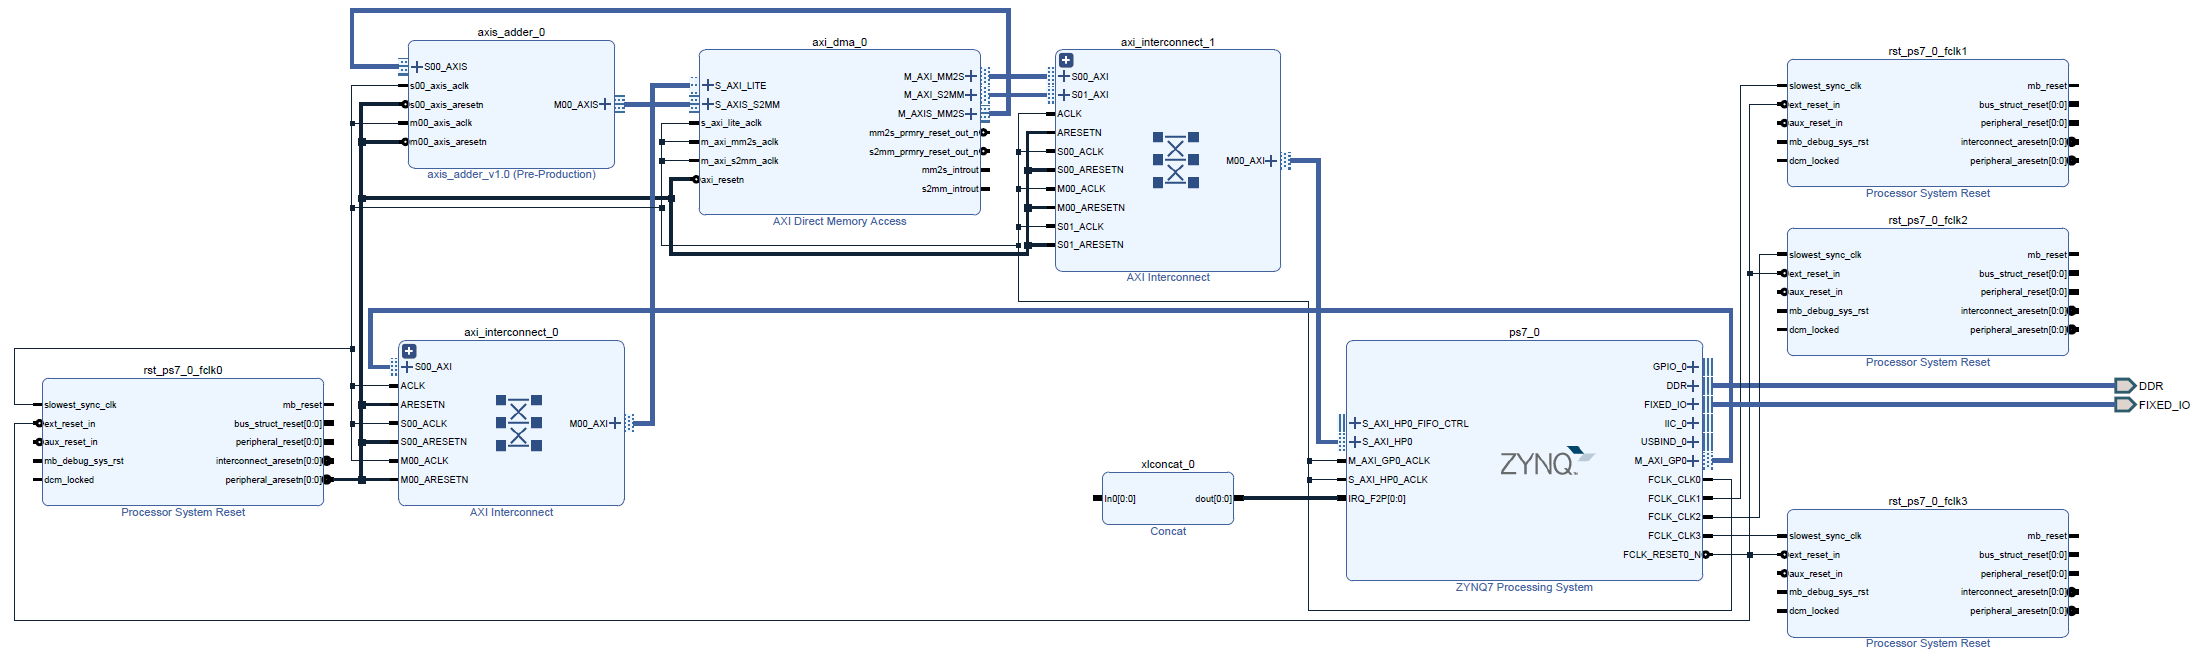 axis_adder_0
S00_AXIS
s00_axis_aclk
s00_axis_aresetn
m00_axis_aclk
m00_axis_aresetn
M00_AXIS
axis_adder_v1.0 (Pre-Production)
axi_dma_0
S_AXI_LITE
S_AXIS_S2MM
s_axi_lite_aclk
m_axi_mm2s_aclk
m_axi_s2mm_aclk
axi_resetn
M_AXI_MM2S
M_AXI_S2MM
M_AXIS_MM2S
mm2s_prmry_reset_out_n
s2mm_prmry_reset_out_n
mm2s_introut
s2mm_introut
AXI Direct Memory Access
axi_interconnect_1
S00_AXI
S01_AXI
ACLK
ARESETN
S00_ACLK
S00_ARESETN
M00_ACLK
M00_ARESETN
S01_ACLK
S01_ARESETN
M00_AXI
AXI Interconnect
rst_ps7_0_fclk1
slowest_sync_clk
ext_reset_in
aux_reset_in
mb_debug_sys_rst
dcm_locked
mb_reset
bus_struct_reset[0:0]
peripheral_reset[0:0]
interconnect_aresetn[0:0]
peripheral_aresetn[0:0]
Processor System Reset
rst_ps7_0_fclk2
slowest_sync_clk
ext_reset_in
aux_reset_in
mb_debug_sys_rst
dcm_locked
mb_reset
bus_struct_reset[0:0]
peripheral_reset[0:0]
interconnect_aresetn[0:0]
peripheral_aresetn[0:0]
Processor System Reset
rst_ps7_0_fclk0
slowest_sync_clk
ext_reset_in
aux_reset_in
mb_debug_sys_rst
dcm_locked
mb_reset
bus_struct_reset[0:0]
peripheral_reset[0:0]
interconnect_aresetn[0:0]
peripheral_aresetn[0:0]
Processor System Reset
axi_interconnect_0
S00_AXI
ACLK
ARESETN
S00_ACLK
S00_ARESETN
M00_ACLK
M00_ARESETN
M00_AXI
AXI Interconnect
xlconcat_0
In0[0:0]
dout[0:0]
Concat
ps7_0
S_AXI_HP0_FIFO_CTRL
S_AXI_HP0
M_AXI_GP0_ACLK
S_AXI_HP0_ACLK
IRQ_F2P[0:0]
ZYNQ
GPIO_0
DDR
FIXED_IO
IIC_0
USBIND_0
M_AXI_GP0
FCLK_CLK0
FCLK_CLK1
FCLK_CLK2
FCLK_CLK3
FCLK_RESET0_N
ZYNQ7 Processing System
DDR
FIXED_IO
rst_ps7_0_fclk3
slowest_sync_clk
ext_reset_in
aux_reset_in
mb_debug_sys_rst
dcm_locked
mb_reset
bus_struct_reset[0:0]
peripheral_reset[0:0]
interconnect_aresetn[0:0]
peripheral_aresetn[0:0]
Processor System Reset